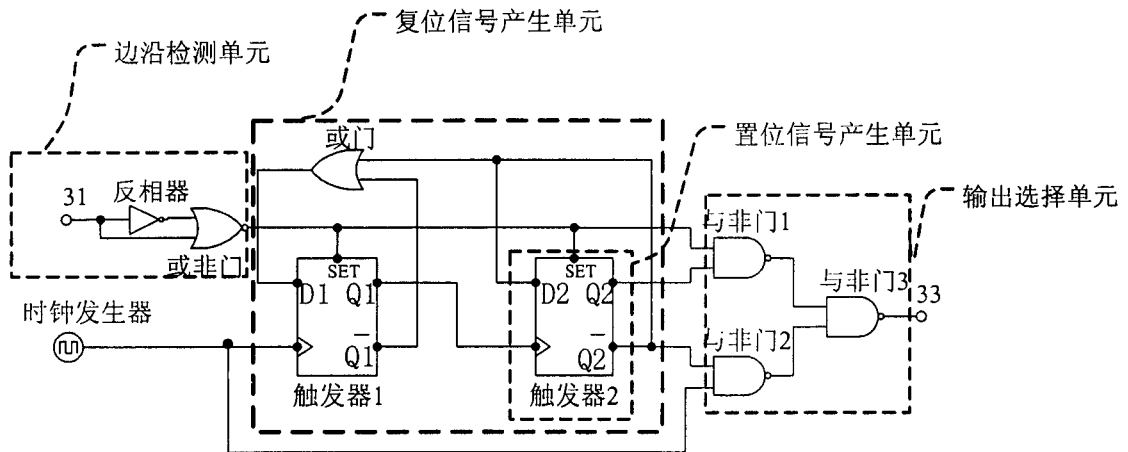 复位信号产生单元
边沿检测单元
或门
置位信号产生单元
31
反相器
输出选择单元
或非门
与非门1
SET
SET
D1
Q1
D2
Q2
与非门3
33
时钟发生器
Q1
Q2
与非门2
触发器1
触发器2